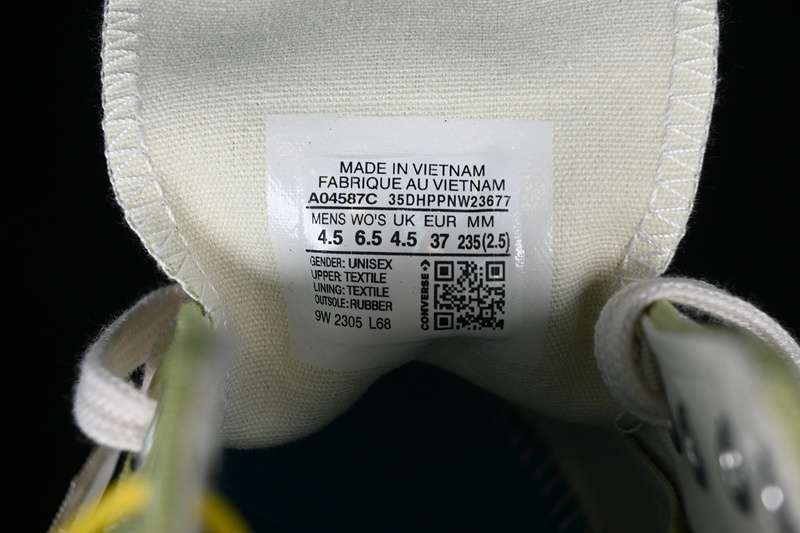 MADE IN VIETNAM
FABRIQUE AU VIETNAM
A04587C 35DHPPNW23677
MENS WO'S UK EUR MM
4.5 6.5 4.5 37 235(2.5)
GENDER: UNISEX
UPPER: TEXTILE
LINING: TEXTILE
OUTSOLE: RUBBER
9W 2305 L68
CONVERSE